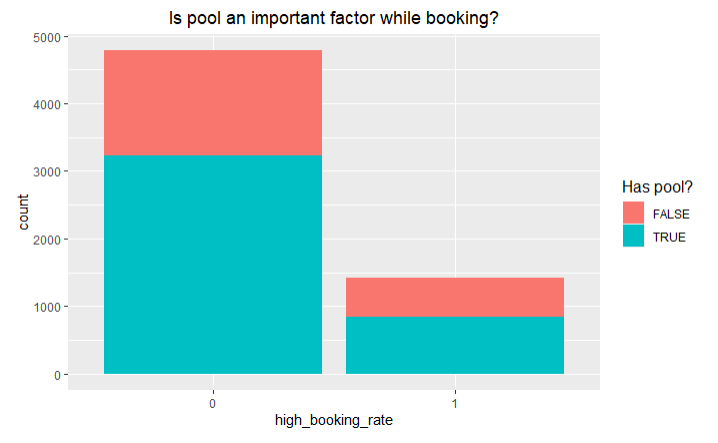 Is pool an important factor while booking?
5000
4000
3000
2000
1000
0
count
0 1
high_booking_rate
Has pool?
FALSE
TRUE